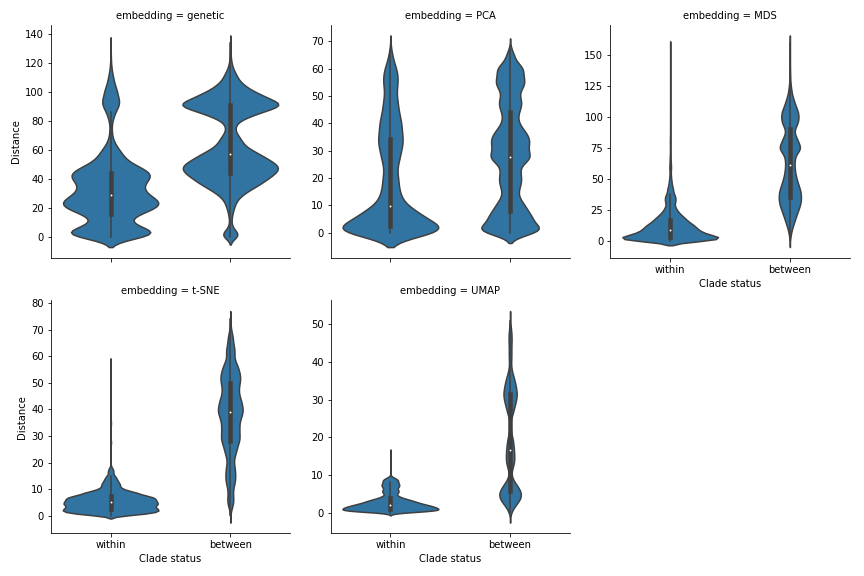 embedding = genetic
embedding = PCA
embedding = MDS
140
120
100
80
60
40
20
0
Distance
70
60
50
40
30
20
10
0
150
125
100
75
50
25
0
within
between
Clade status
embedding = t-SNE
embedding = UMAP
80
70
60
50
40
30
20
10
0
Distance
within
between
Clade status
50
40
30
20
10
0
within
between
Clade status